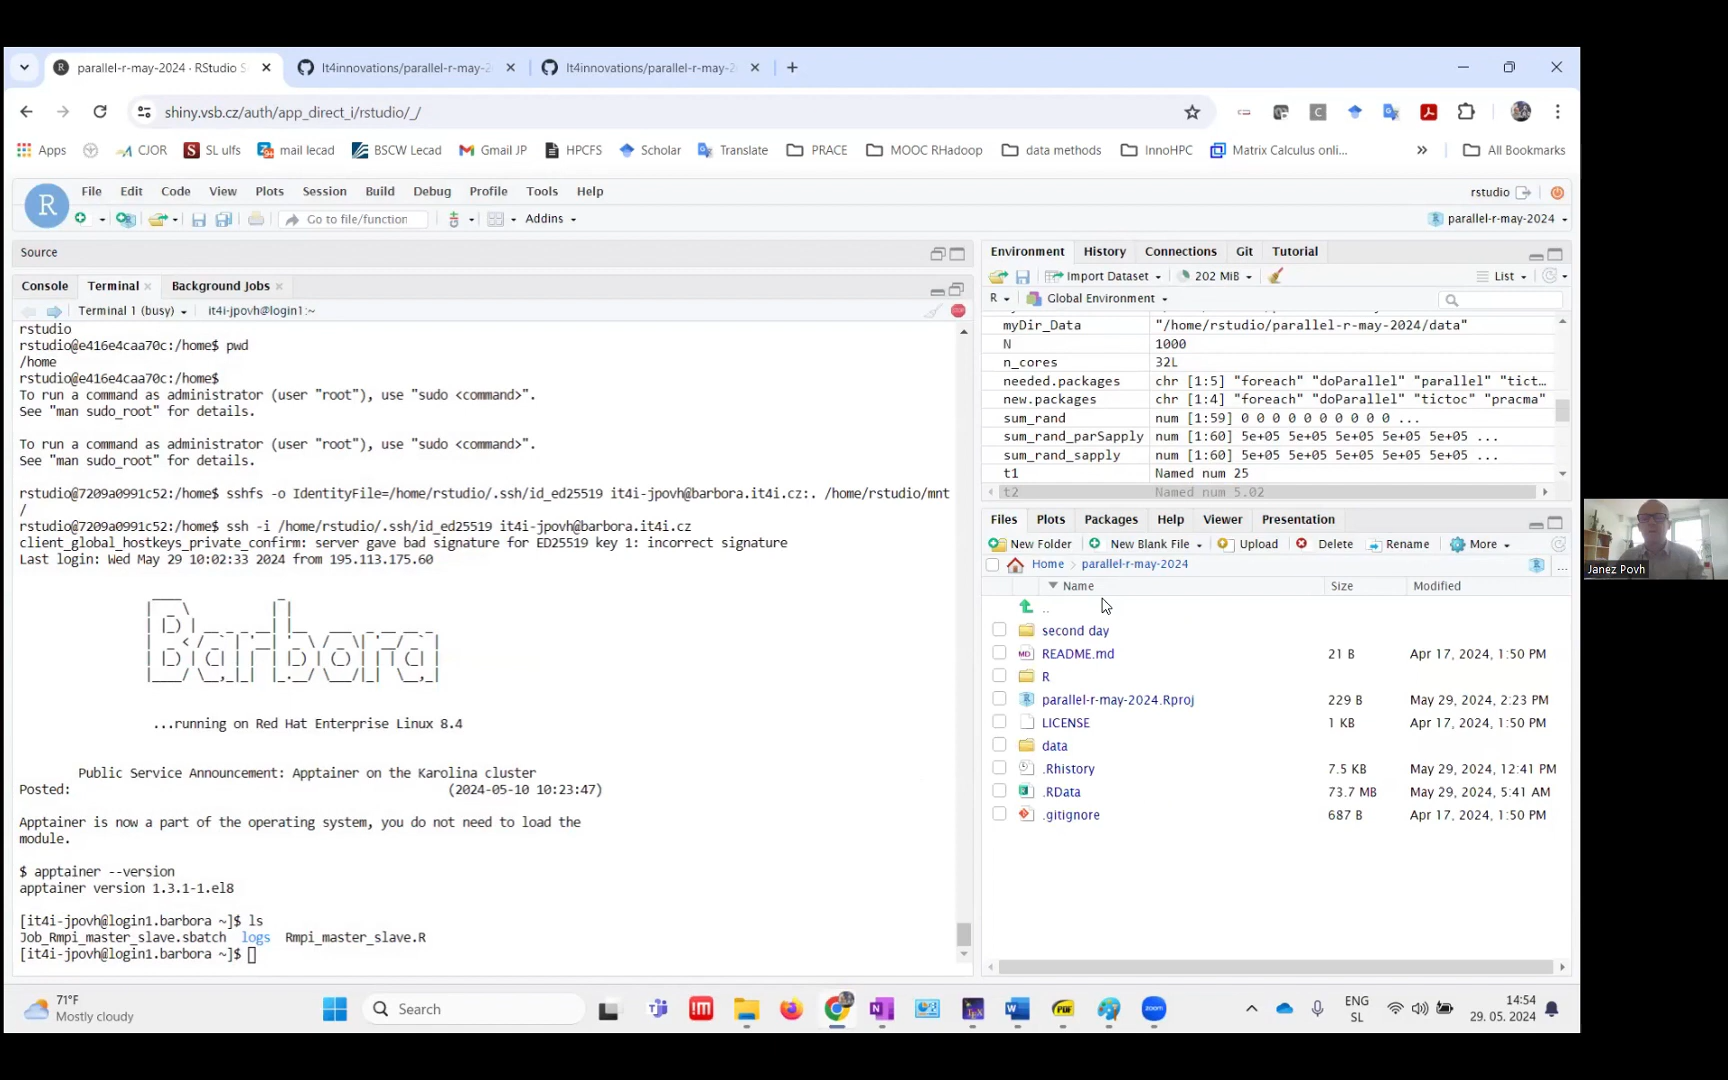 parallel-r-may-2024 · RStudio S
It4innovations/parallel-r-may-2
It4innovations/parallel-r-may-2
shiny.vsb.cz/auth/app_direct_i/rstudio/_/
Apps
CJOR
SL ulfs
mail lecad
BSCW Lecad
Gmail JP
HPCFS
Scholar
Translate
PRACE
MOOC RHadoop
data methods
InnoHPC
Matrix Calculus onli...
»
All Bookmarks
R
File Edit Code View Plots Session Build Debug Profile Tools Help
rstudio
Go to file/function
Addins
parallel-r-may-2024
Source
Console Terminal Background Jobs
Terminal 1 (busy) it4i-jpovh@login1:~
rstudio
rstudio@e416e4caa70c:/home$ pwd
/home
rstudio@e416e4caa70c:/home$
To run a command as administrator (user "root"), use "sudo <command>".
See "man sudo_root" for details.
To run a command as administrator (user "root"), use "sudo <command>".
See "man sudo_root" for details.
rstudio@7209a0991c52:/home$ sshfs -o IdentityFile=/home/rstudio/.ssh/id_ed25519 it4i-jpovh@barbora.it4i.cz:. /home/rstudio/mnt
/
rstudio@7209a0991c52:/home$ ssh -i /home/rstudio/.ssh/id_ed25519 it4i-jpovh@barbora.it4i.cz
client_global_hostkeys_private_confirm: server gave bad signature for ED25519 key 1: incorrect signature
Last login: Wed May 29 10:02:33 2024 from 195.113.175.60
Barbora
...running on Red Hat Enterprise Linux 8.4
Public Service Announcement: Apptainer on the Karolina cluster
Posted: (2024-05-10 10:23:47)
Apptainer is now a part of the operating system, you do not need to load the
module.
$ apptainer --version
apptainer version 1.3.1-1.el8
[it4i-jpovh@login1.barbora ~]$ ls
Job_Rmpi_master_slave.sbatch logs Rmpi_master_slave.R
[it4i-jpovh@login1.barbora ~]$
Environment History Connections Git Tutorial
Import Dataset 202 MiB List
R Global Environment
myDir_Data "/home/rstudio/parallel-r-may-2024/data"
N 1000
n_cores 32L
needed.packages chr [1:5] "foreach" "doParallel" "parallel" "tict…
new.packages chr [1:4] "foreach" "doParallel" "tictoc" "pracma"
sum_rand num [1:59] 0 0 0 0 0 0 0 0 0 0 ...
sum_rand_parSapply num [1:60] 5e+05 5e+05 5e+05 5e+05 5e+05 ...
sum_rand_sapply num [1:60] 5e+05 5e+05 5e+05 5e+05 5e+05 ...
t1 Named num 25
t2 Named num 5.02
Files Plots Packages Help Viewer Presentation
New Folder New Blank File Upload Delete Rename More
Home parallel-r-may-2024 ...
Name Size Modified
..
second day
README.md 21 B Apr 17, 2024, 1:50 PM
R
parallel-r-may-2024.Rproj 229 B May 29, 2024, 2:23 PM
LICENSE 1 KB Apr 17, 2024, 1:50 PM
data
.Rhistory 7.5 KB May 29, 2024, 12:41 PM
.RData 73.7 MB May 29, 2024, 5:41 AM
.gitignore 687 B Apr 17, 2024, 1:50 PM
Janez Povh
71°F
Mostly cloudy
Search
ENG
SL
14:54
29. 05. 2024